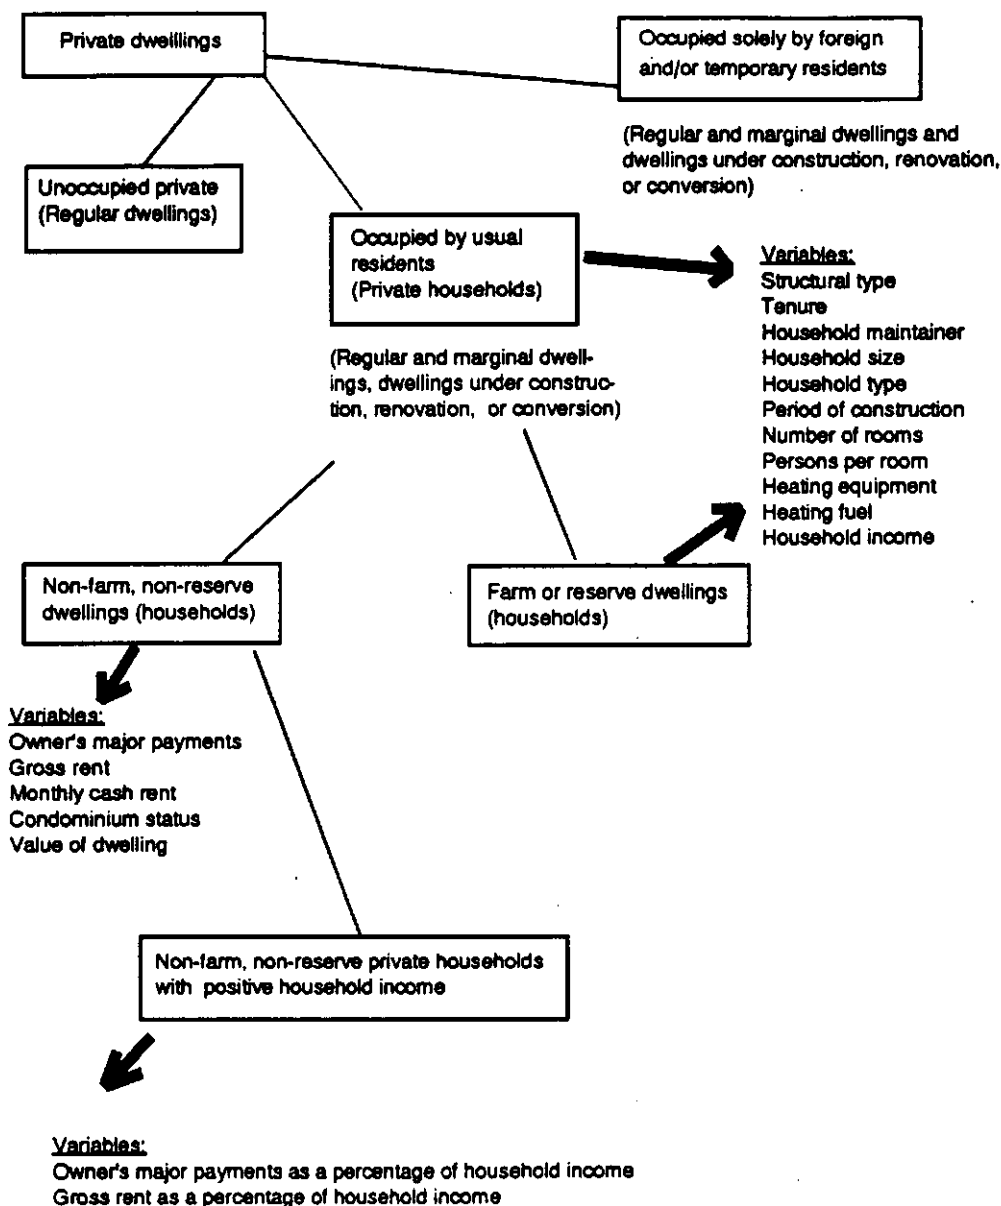 Private dwellings
Occupied solely by foreign
and/or temporary residents
(Regular and marginal dwellings and
dwellings under construction, renovation,
or conversion)
Unoccupied private
(Regular dwellings)
Occupied by usual
residents
(Private households)
(Regular and marginal dwell-
ings, dwellings under construc-
tion, renovation, or conversion)
Variables:
Structural type
Tenure
Household maintainer
Household size
Household type
Period of construction
Number of rooms
Persons per room
Heating equipment
Heating fuel
Household income
Non-farm, non-reserve
dwellings (households)
Farm or reserve dwellings
(households)
Variables:
Owner's major payments
Gross rent
Monthly cash rent
Condominium status
Value of dwelling
Non-farm, non-reserve private households
with positive household income
Variables:
Owner's major payments as a percentage of household income
Gross rent as a percentage of household income